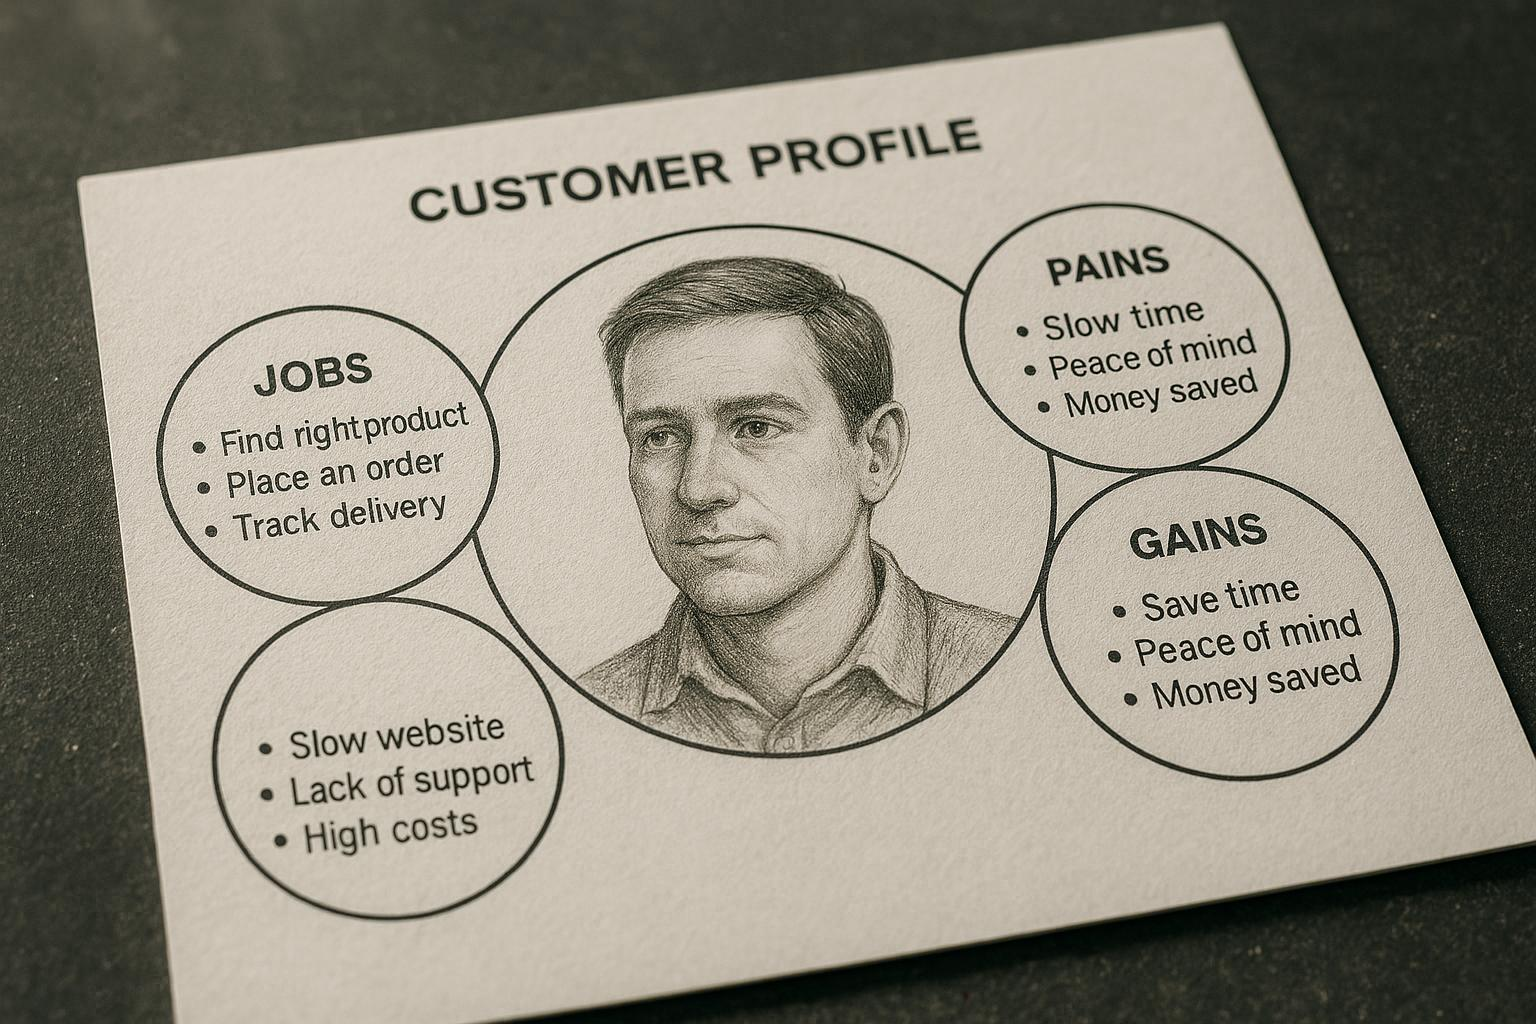 CUSTOMER PROFILE
JOBS
• Find right product
• Place an order
• Track delivery
• Slow website
• Lack of support
• High costs
PAINS
• Slow time
• Peace of mind
• Money saved
GAINS
• Save time
• Peace of mind
• Money saved